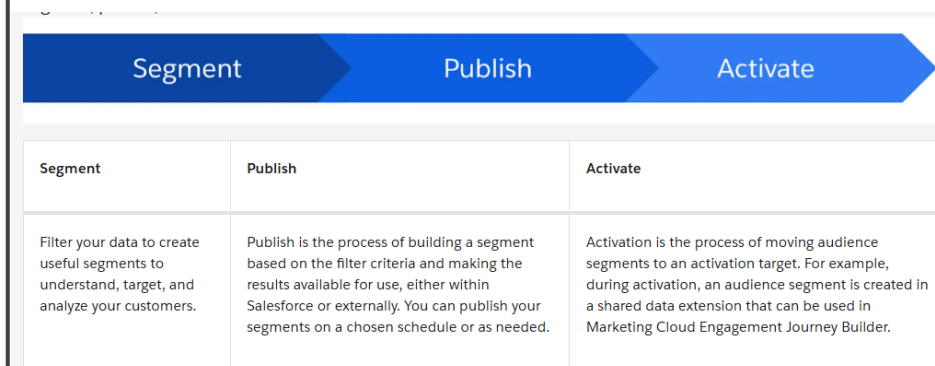 Segment Publish Activate
Segment Publish Activate
Filter your data to create
useful segments to
understand, target, and
analyze your customers.
Publish is the process of building a segment
based on the filter criteria and making the
results available for use, either within
Salesforce or externally. You can publish your
segments on a chosen schedule or as needed.
Activation is the process of moving audience
segments to an activation target. For example,
during activation, an audience segment is created in
a shared data extension that can be used in
Marketing Cloud Engagement Journey Builder.